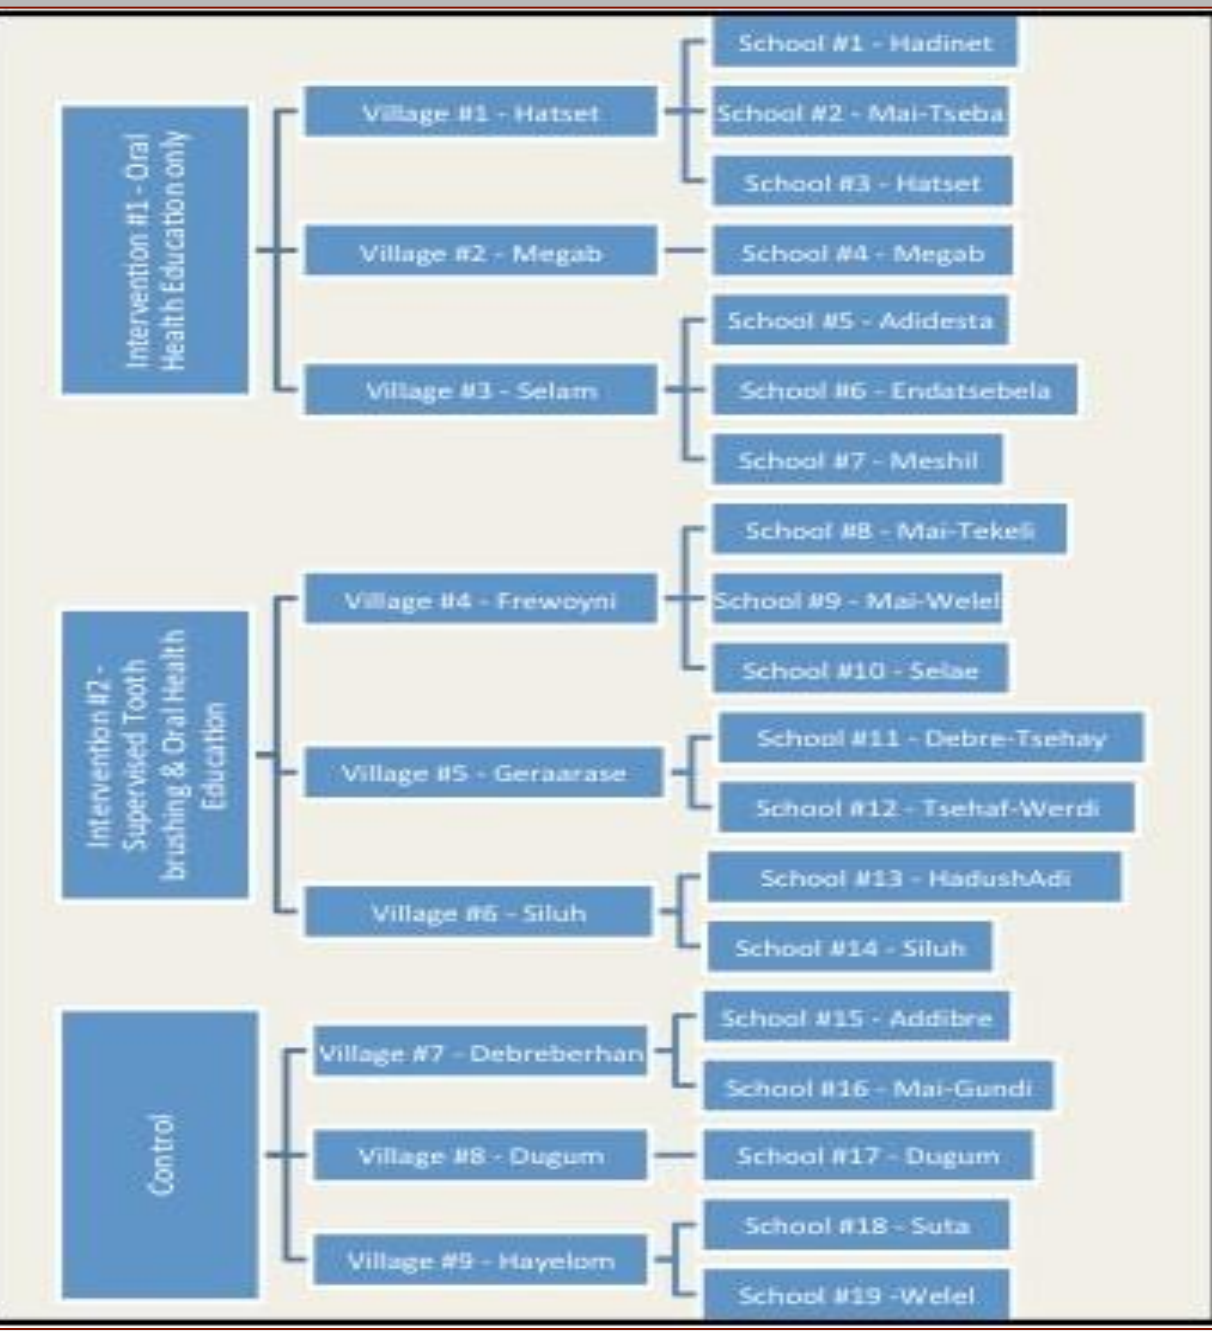 Intervention #1 - Oral
Health Education only
Village #1 - Hatset
School #1 - Hadinet
School #2 - Mai-Tseba
School #3 - Hatset
Village #2 - Megab
School #4 - Megab
Village #3 - Selam
School #5 - Adidesta
School #6 - Endatsebela
School #7 - Meshil
Intervention #2 -
Supervised Tooth
brushing & Oral Health
Education
Village #4 - Frewoyni
School #8 - Mai-Tekeli
School #9 - Mai-Welel
School #10 - Selae
Village #5 - Geraarase
School #11 - Debre-Tsehay
School #12 - Tsehaf-Werdi
Village #6 - Siluh
School #13 - HadushAdi
School #14 - Siluh
Control
Village #7 - Debreberhan
School #15 - Addibre
School #16 - Mai-Gundi
Village #8 - Dugum
School #17 - Dugum
Village #9 - Hayelom
School #18 - Suta
School #19 -Welel